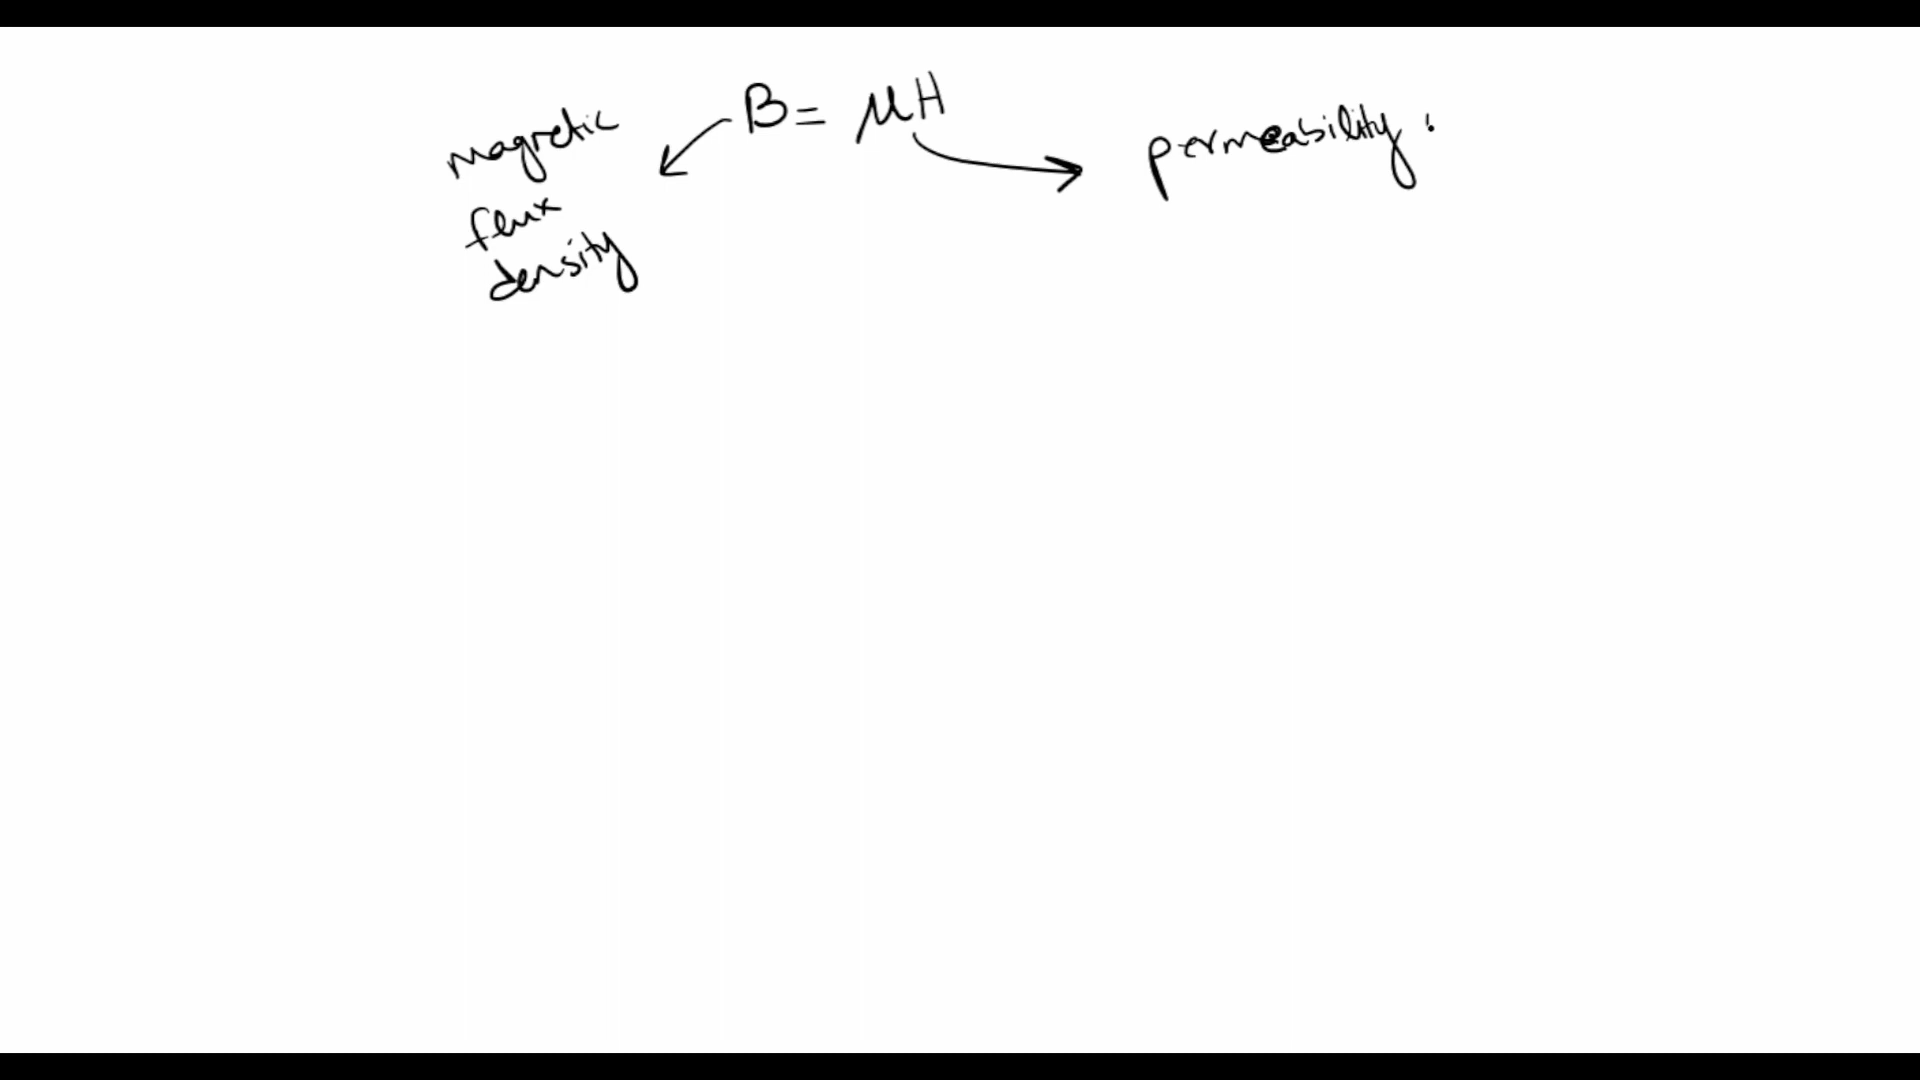 B = μH
magnetic
flux
density
permeability :